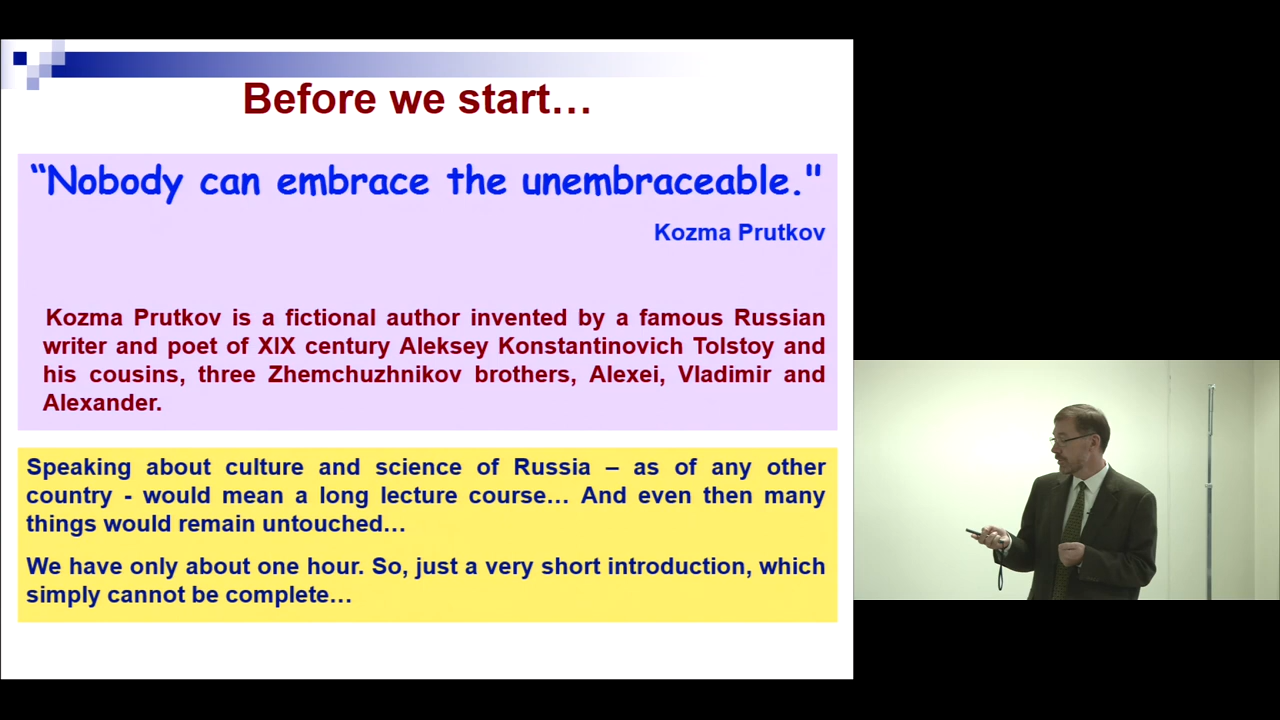 Before we start…
“Nobody can embrace the unembraceable."
Kozma Prutkov
Kozma Prutkov is a fictional author invented by a famous Russian
writer and poet of XIX century Aleksey Konstantinovich Tolstoy and
his cousins, three Zhemchuzhnikov brothers, Alexei, Vladimir and
Alexander.
Speaking about culture and science of Russia – as of any other
country - would mean a long lecture course… And even then many
things would remain untouched…
We have only about one hour. So, just a very short introduction, which
simply cannot be complete…